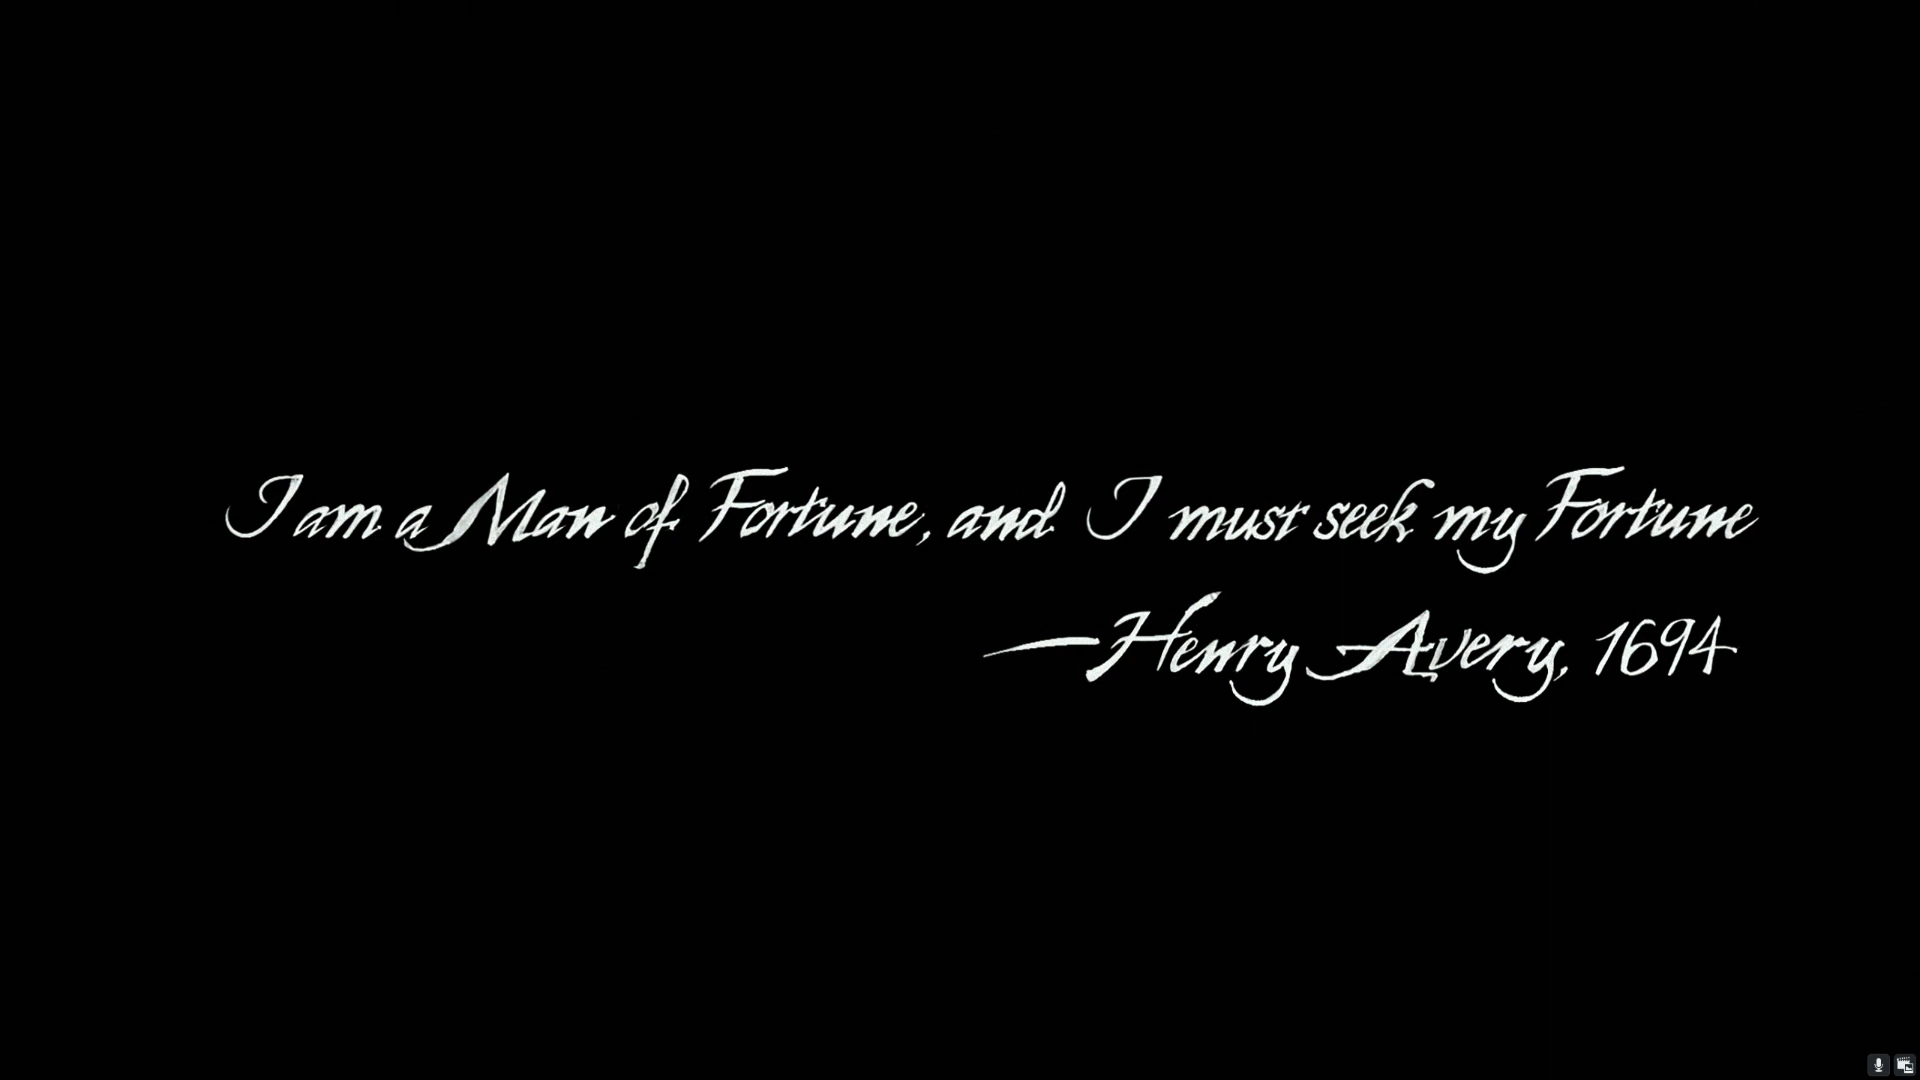 I am a Man of Fortune, and I must seek my Fortune
—Henry Avery, 1694